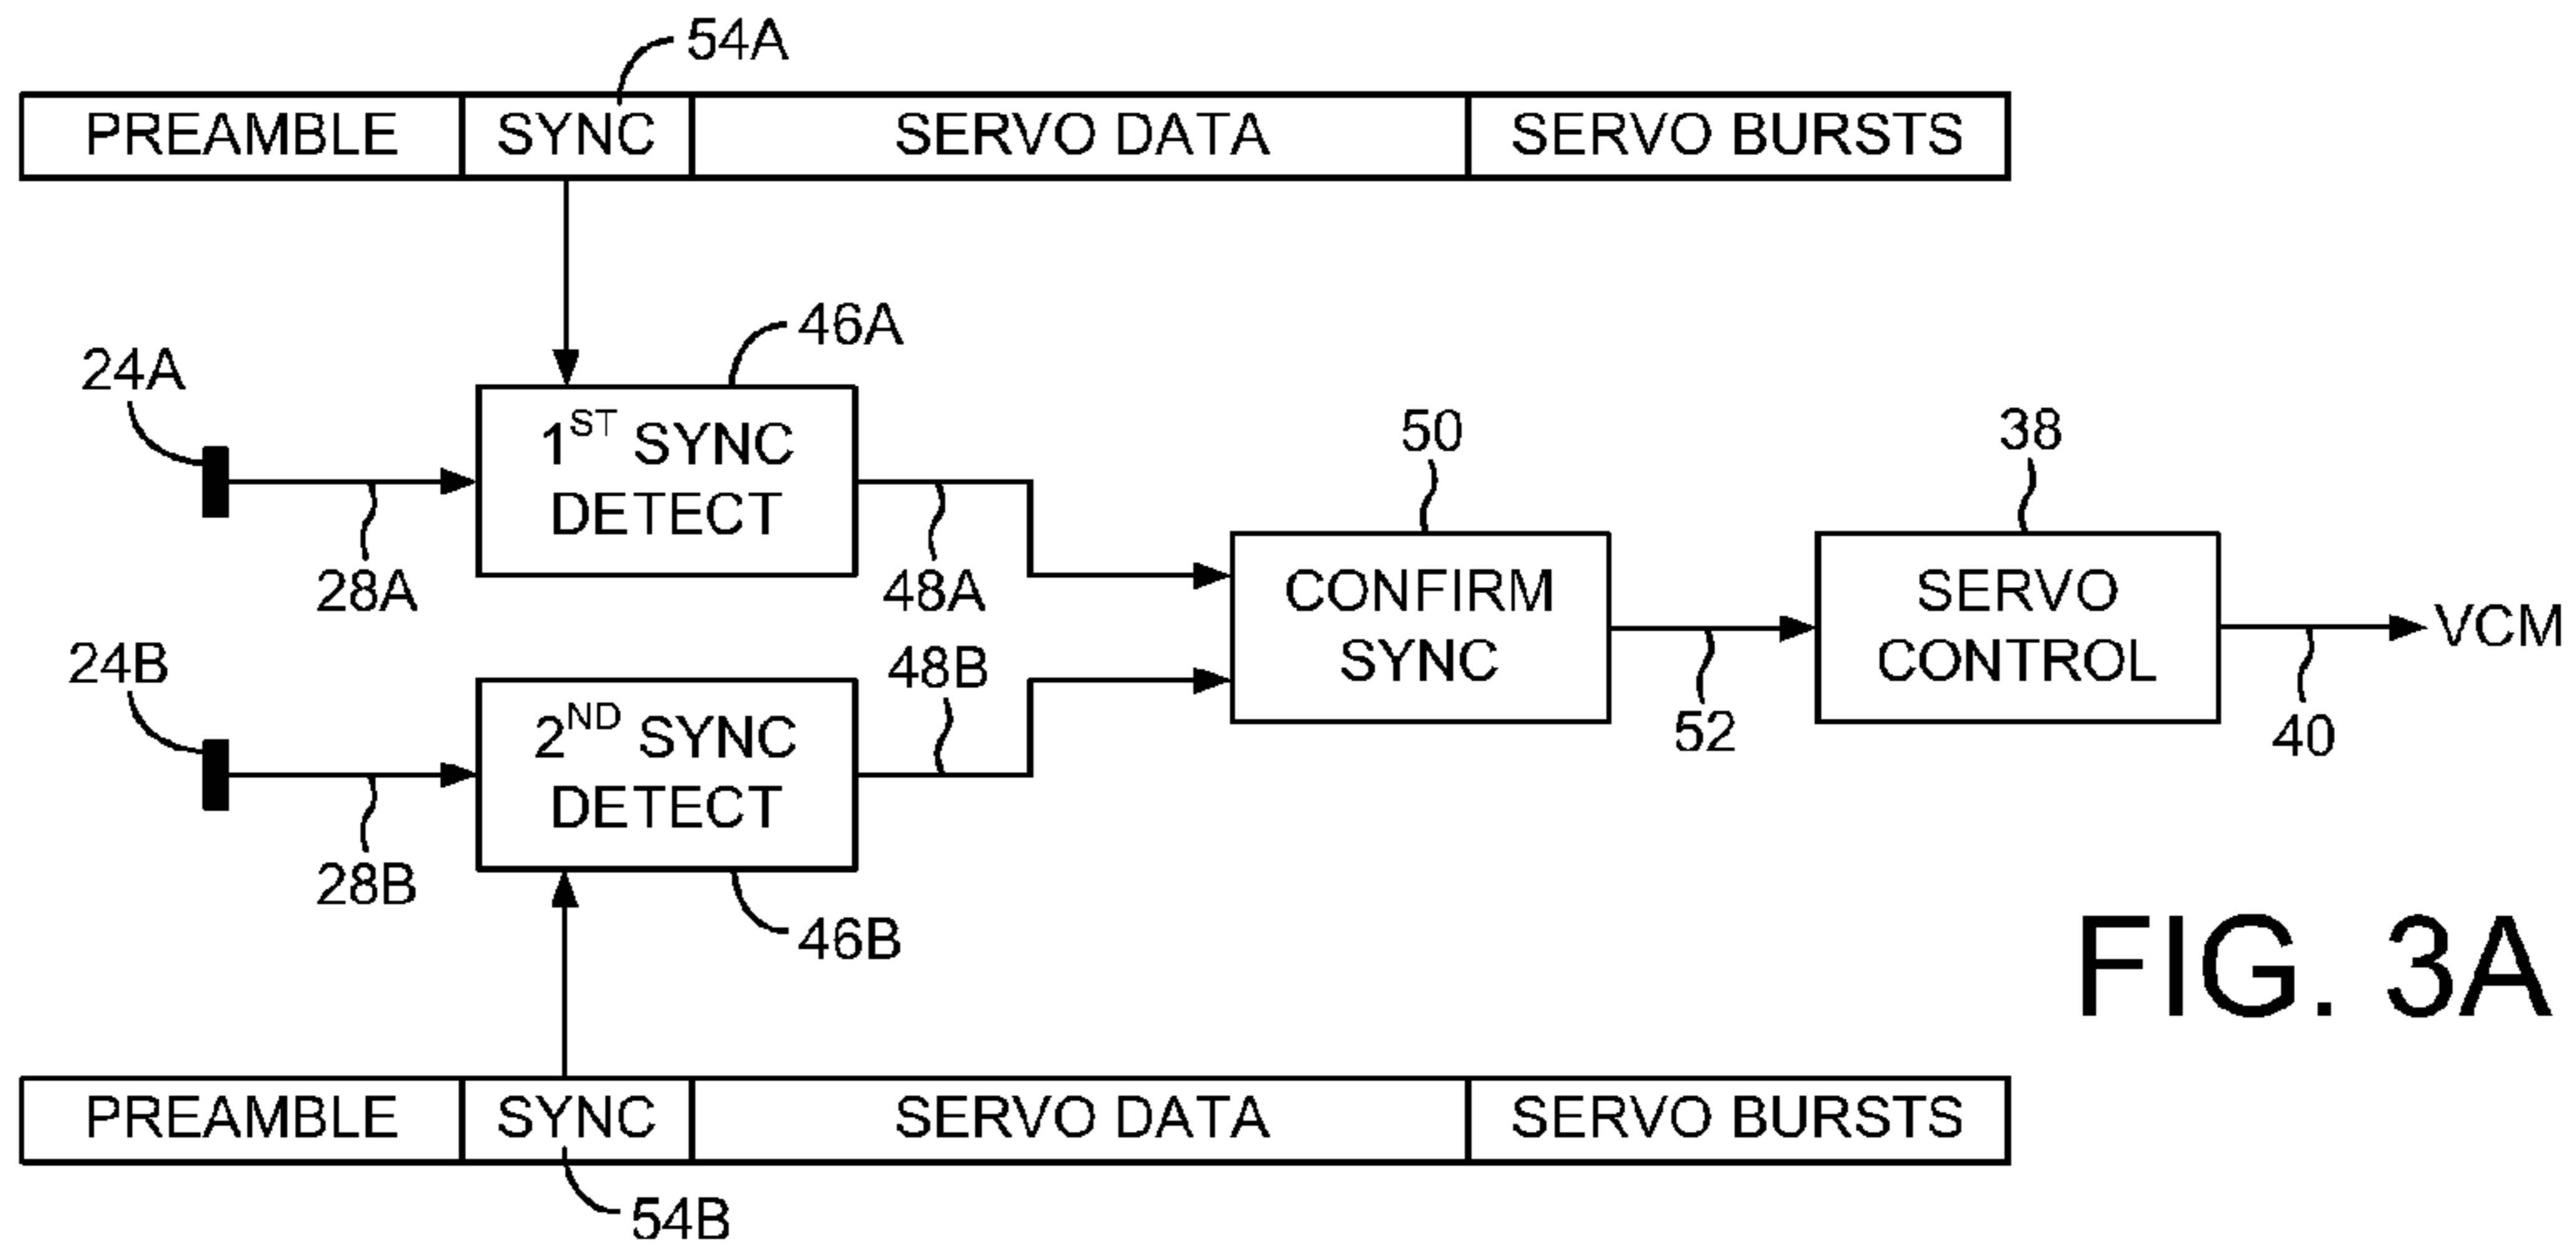 54A
PREAMBLE SYNC SERVO DATA SERVO BURSTS
46A
24A
1ST SYNC
DETECT
28A
48A
50
CONFIRM
SYNC
38
SERVO
CONTROL
VCM
24B
48B
52
40
2ND SYNC
DETECT
28B
46B
FIG. 3A
PREAMBLE SYNC SERVO DATA SERVO BURSTS
54B